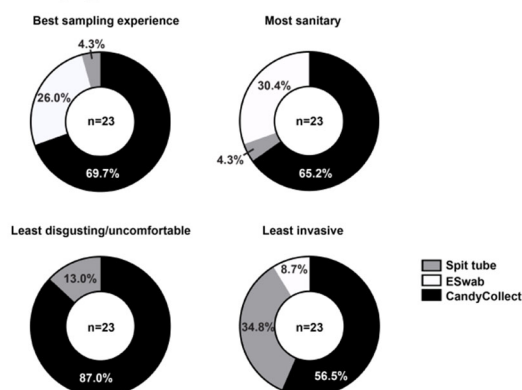 Best sampling experience
4.3%
26.0%
n=23
69.7%
Most sanitary
30.4%
n=23
4.3%
65.2%
Least disgusting/uncomfortable
13.0%
n=23
87.0%
Least invasive
8.7%
34.8%
n=23
56.5%
Spit tube
ESwab
CandyCollect